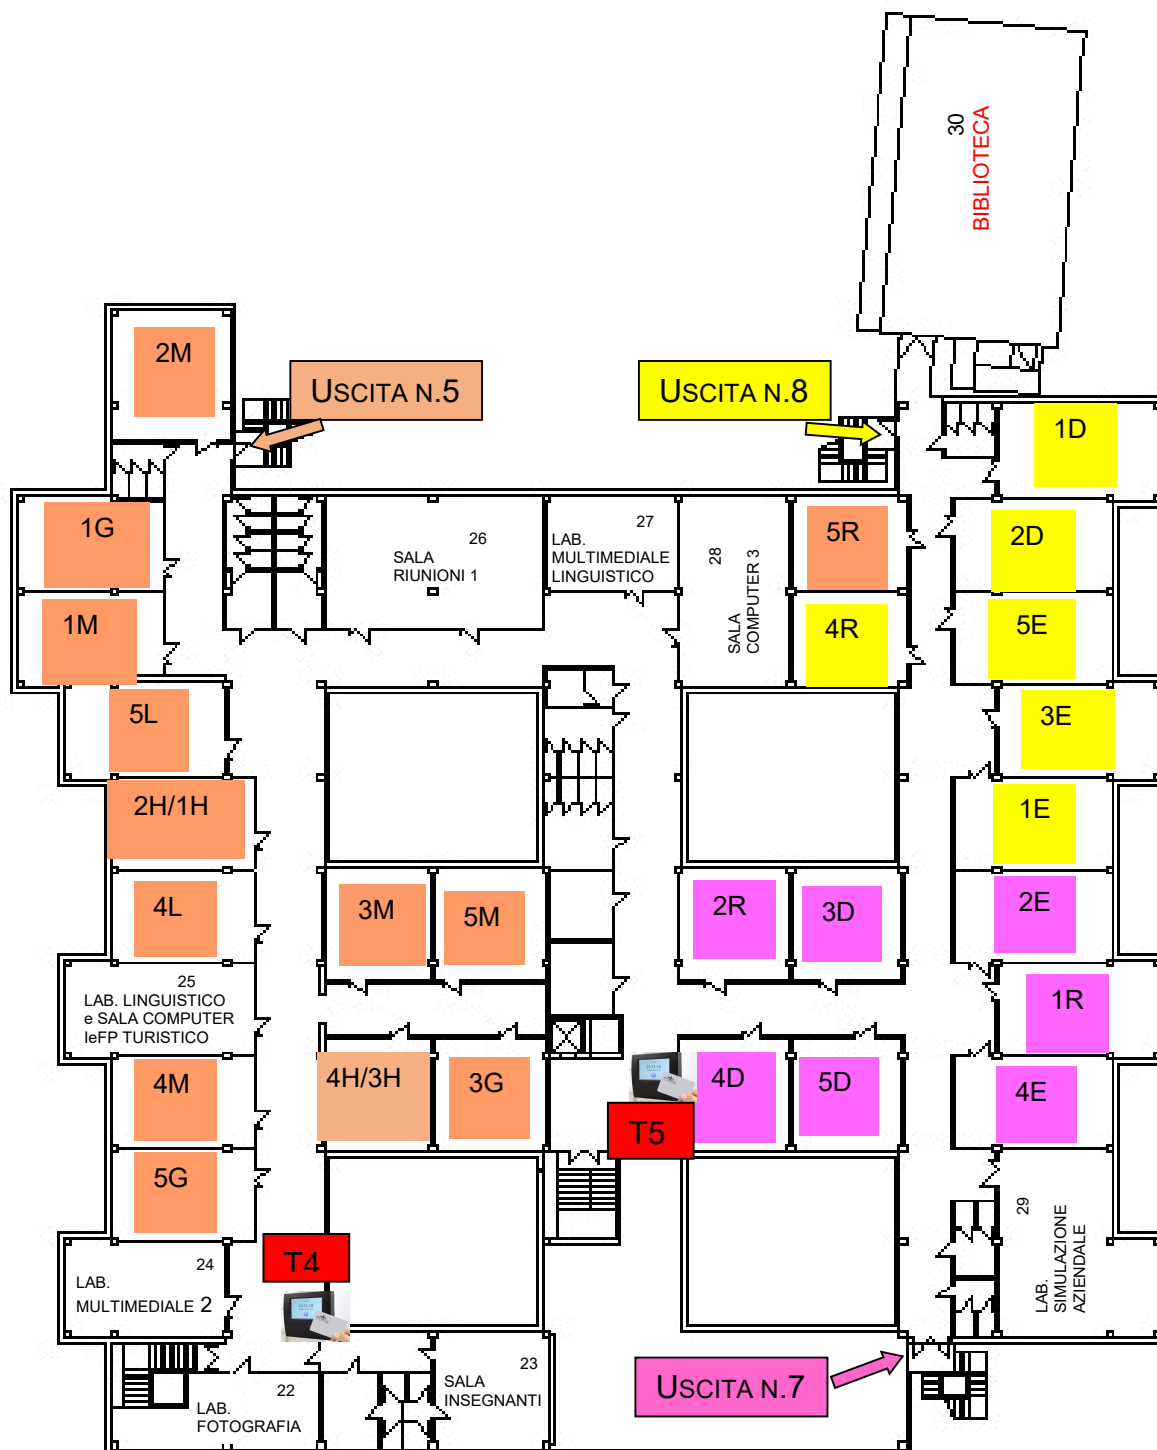 30
BIBLIOTECA
2M
USCITA N.5
USCITA N.8
1D
1G
26
SALA
RIUNIONI 1
27
LAB.
MULTIMEDIALE
LINGUISTICO
28
SALA
COMPUTER 3
5R
2D
1M
4R
5E
5L
3E
2H/1H
1E
4L
3M
5M
2R
3D
2E
25
LAB. LINGUISTICO
e SALA COMPUTER
IeFP TURISTICO
1R
4M
4H/3H
3G
T5
4D
5D
4E
5G
29
LAB.
SIMULAZIONE
AZIENDALE
24
LAB.
MULTIMEDIALE 2
T4
22
LAB.
FOTOGRAFIA
23
SALA
INSEGNANTI
USCITA N.7